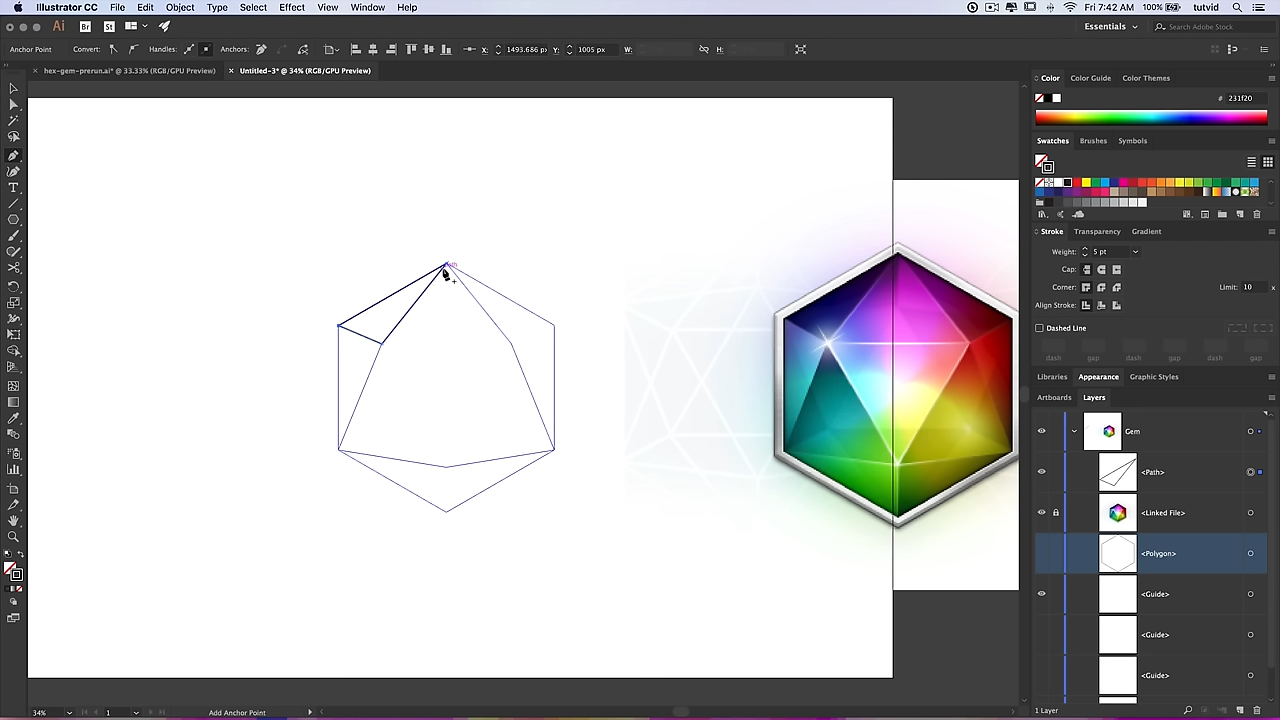 Illustrator CC File Edit Object Type Select Effect View Window Help
Fri 7:42 AM 100% tutvid
Ai Br St
Essentials
Search Adobe Stock
Anchor Point Convert: Handles: Anchors: X: 1493.686 px Y: 1005 px W: H:
× hex-gem-prerun.ai* @ 33.33% (RGB/GPU Preview) × Untitled-3* @ 34% (RGB/GPU Preview)
Color Color Guide Color Themes
# 231f20
Swatches Brushes Symbols
Stroke Transparency Gradient
Weight: 5 pt
Cap:
Corner: Limit: 10 x
Align Stroke:
Dashed Line
dash gap dash gap dash gap
Libraries Appearance Graphic Styles
Artboards Layers
Gem
<Path>
<Linked File>
<Polygon>
<Guide>
<Guide>
<Guide>
1 Layer
34% 1 Add Anchor Point